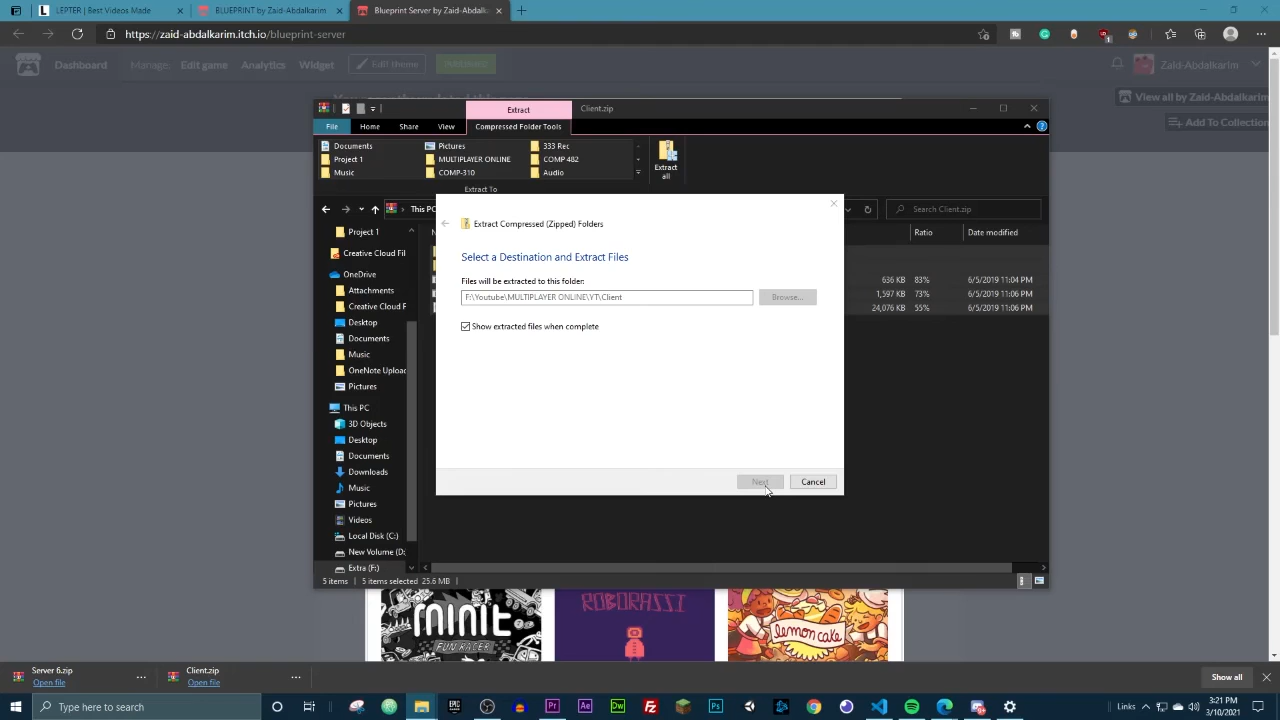 LEPTER | Best Videos Made
BLUEPRINT by Zaid-Abdalkarim
Blueprint Server by Zaid-Abdalkarim
https://zaid-abdalkarim.itch.io/blueprint-server
Dashboard
Manage:
Edit game
Analytics
Widget
Edit theme
Zaid-Abdalkarim
View all by Zaid-Abdalkarim
Add To Collection
Extract
Client.zip
File
Home
Share
View
Compressed Folder Tools
Documents
Pictures
333 Rec
Project 1
MULTIPLAYER ONLINE
COMP 482
Music
COMP-310
Audio
Extract all
Extract To
This PC
Search Client.zip
Ratio
Date modified
636 KB 83% 6/5/2019 11:04 PM
1,597 KB 73% 6/5/2019 11:06 PM
24,076 KB 55% 6/5/2019 11:06 PM
Project 1
Creative Cloud Fil
OneDrive
Attachments
Creative Cloud F
Desktop
Documents
Music
OneNote Upload
Pictures
This PC
3D Objects
Desktop
Documents
Downloads
Music
Pictures
Videos
Local Disk (C:)
New Volume (D:
Extra (F:)
Extract Compressed (Zipped) Folders
Select a Destination and Extract Files
Files will be extracted to this folder:
F:\Youtube\MULTIPLAYER ONLINE\YT\Client
Browse...
Show extracted files when complete
Next
Cancel
5 items
5 items selected 25.6 MB
minit
FUN RACER
ROBORASSI
lemon cake
Server 6.zip
Open file
Client.zip
Open file
Show all
Type here to search
Links
3:21 PM
3/10/2021